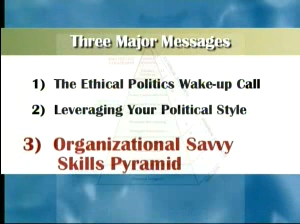 Three Major Messages
1) The Ethical Politics Wake-up Call
2) Leveraging Your Political Style
3) Organizational Savvy
Skills Pyramid